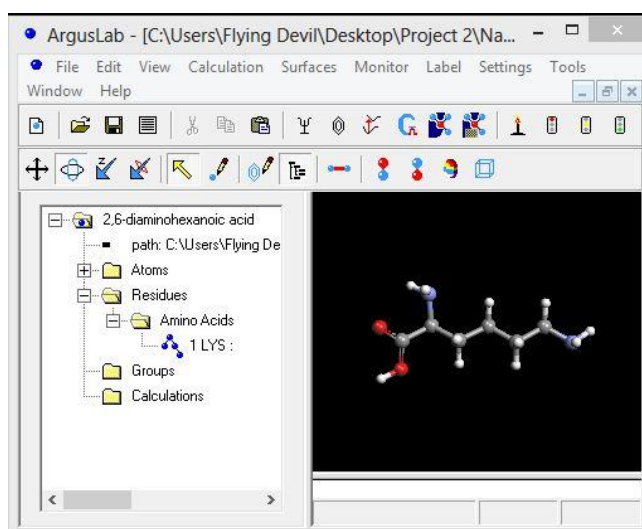 ArgusLab - [C:\Users\Flying Devil\Desktop\Project 2\Na...
File Edit View Calculation Surfaces Monitor Label Settings Tools
Window Help
2,6-diaminohexanoic acid
path: C:\Users\Flying De
Atoms
Residues
Amino Acids
1 LYS :
Groups
Calculations